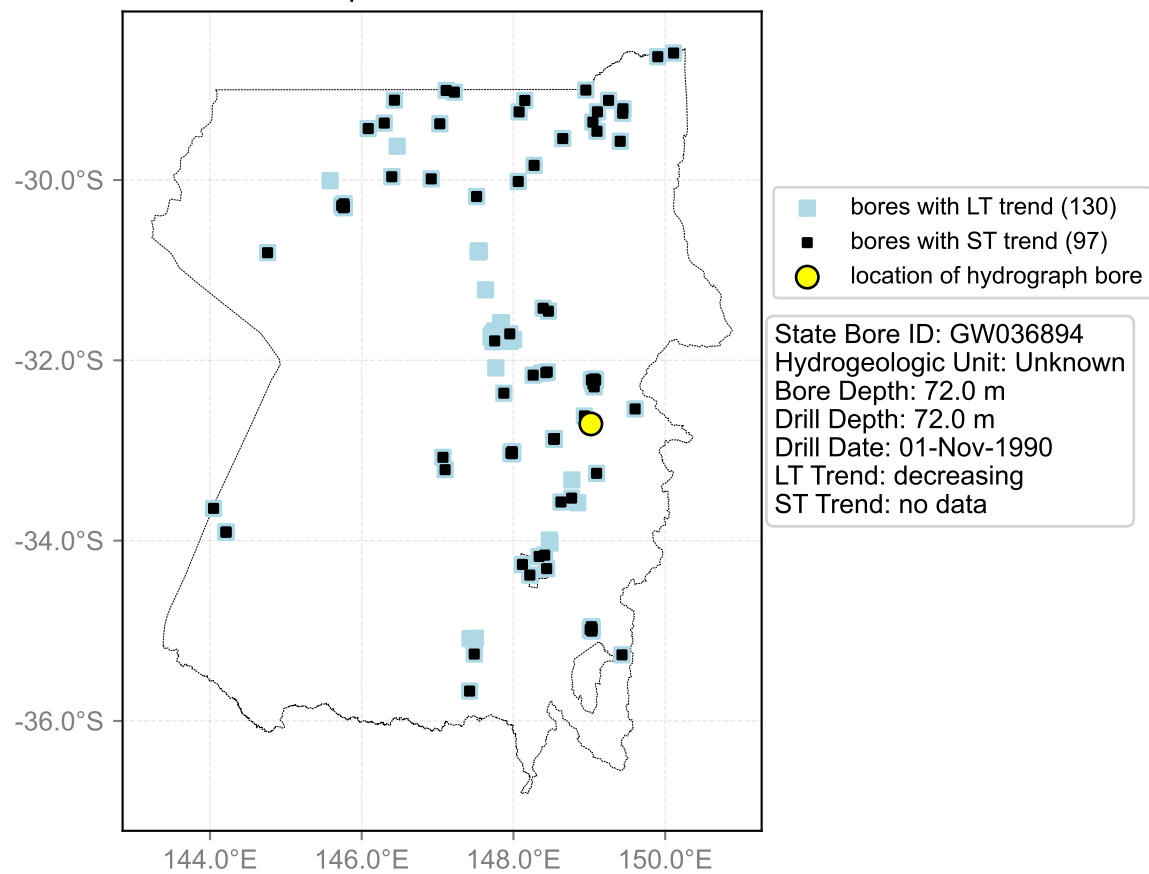 -30.0°S
-32.0°S
-34.0°S
-36.0°S
144.0°E 146.0°E 148.0°E 150.0°E
bores with LT trend (130)
bores with ST trend (97)
location of hydrograph bore
State Bore ID: GW036894
Hydrogeologic Unit: Unknown
Bore Depth: 72.0 m
Drill Depth: 72.0 m
Drill Date: 01-Nov-1990
LT Trend: decreasing
ST Trend: no data